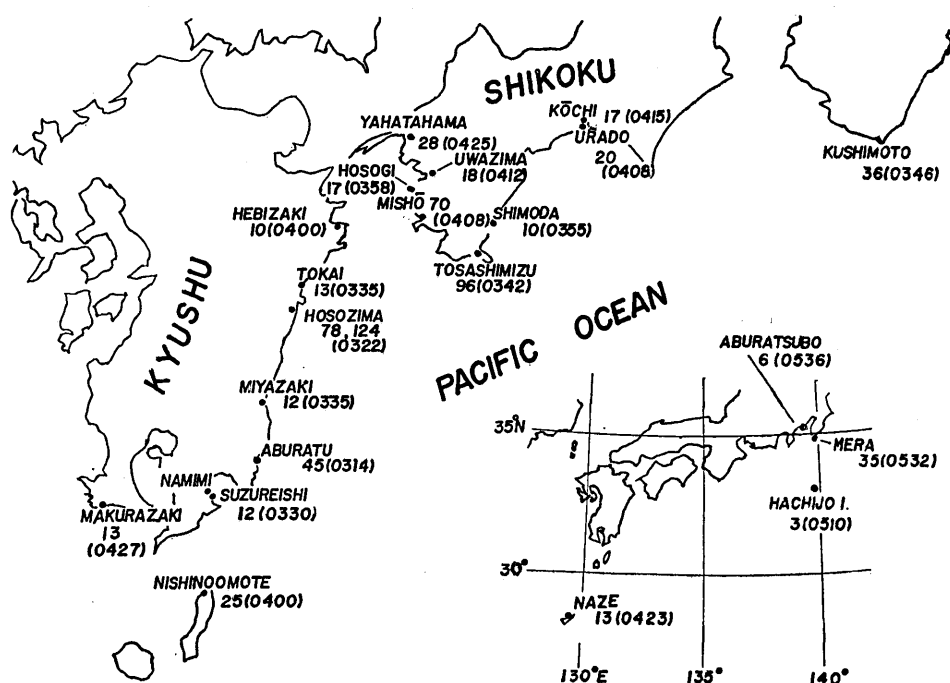 SHIKOKU
KŌCHI
17 (0415)
URADO
20
(0408)
YAHATAHAMA
28 (0425)
UWAZIMA
18 (0412)
HOSOGI
17 (0358)
MISHŌ 70
(0408)
SHIMODA
10 (0355)
TOSASHIMIZU
96 (0342)
KUSHIMOTO
36 (0346)
HEBIZAKI
10 (0400)
TOKAI
13 (0335)
HOSOZIMA
78, 124
(0322)
KYUSHU
MIYAZAKI
12 (0335)
ABURATU
45 (0314)
NAMIMI
SUZUREISHI
12 (0330)
MAKURAZAKI
13
(0427)
NISHINOOMOTE
25 (0400)
PACIFIC OCEAN
ABURATSUBO
6 (0536)
35°N
MERA
35 (0532)
HACHIJO I.
3 (0510)
30°
NAZE
13 (0423)
130°E 135° 140°